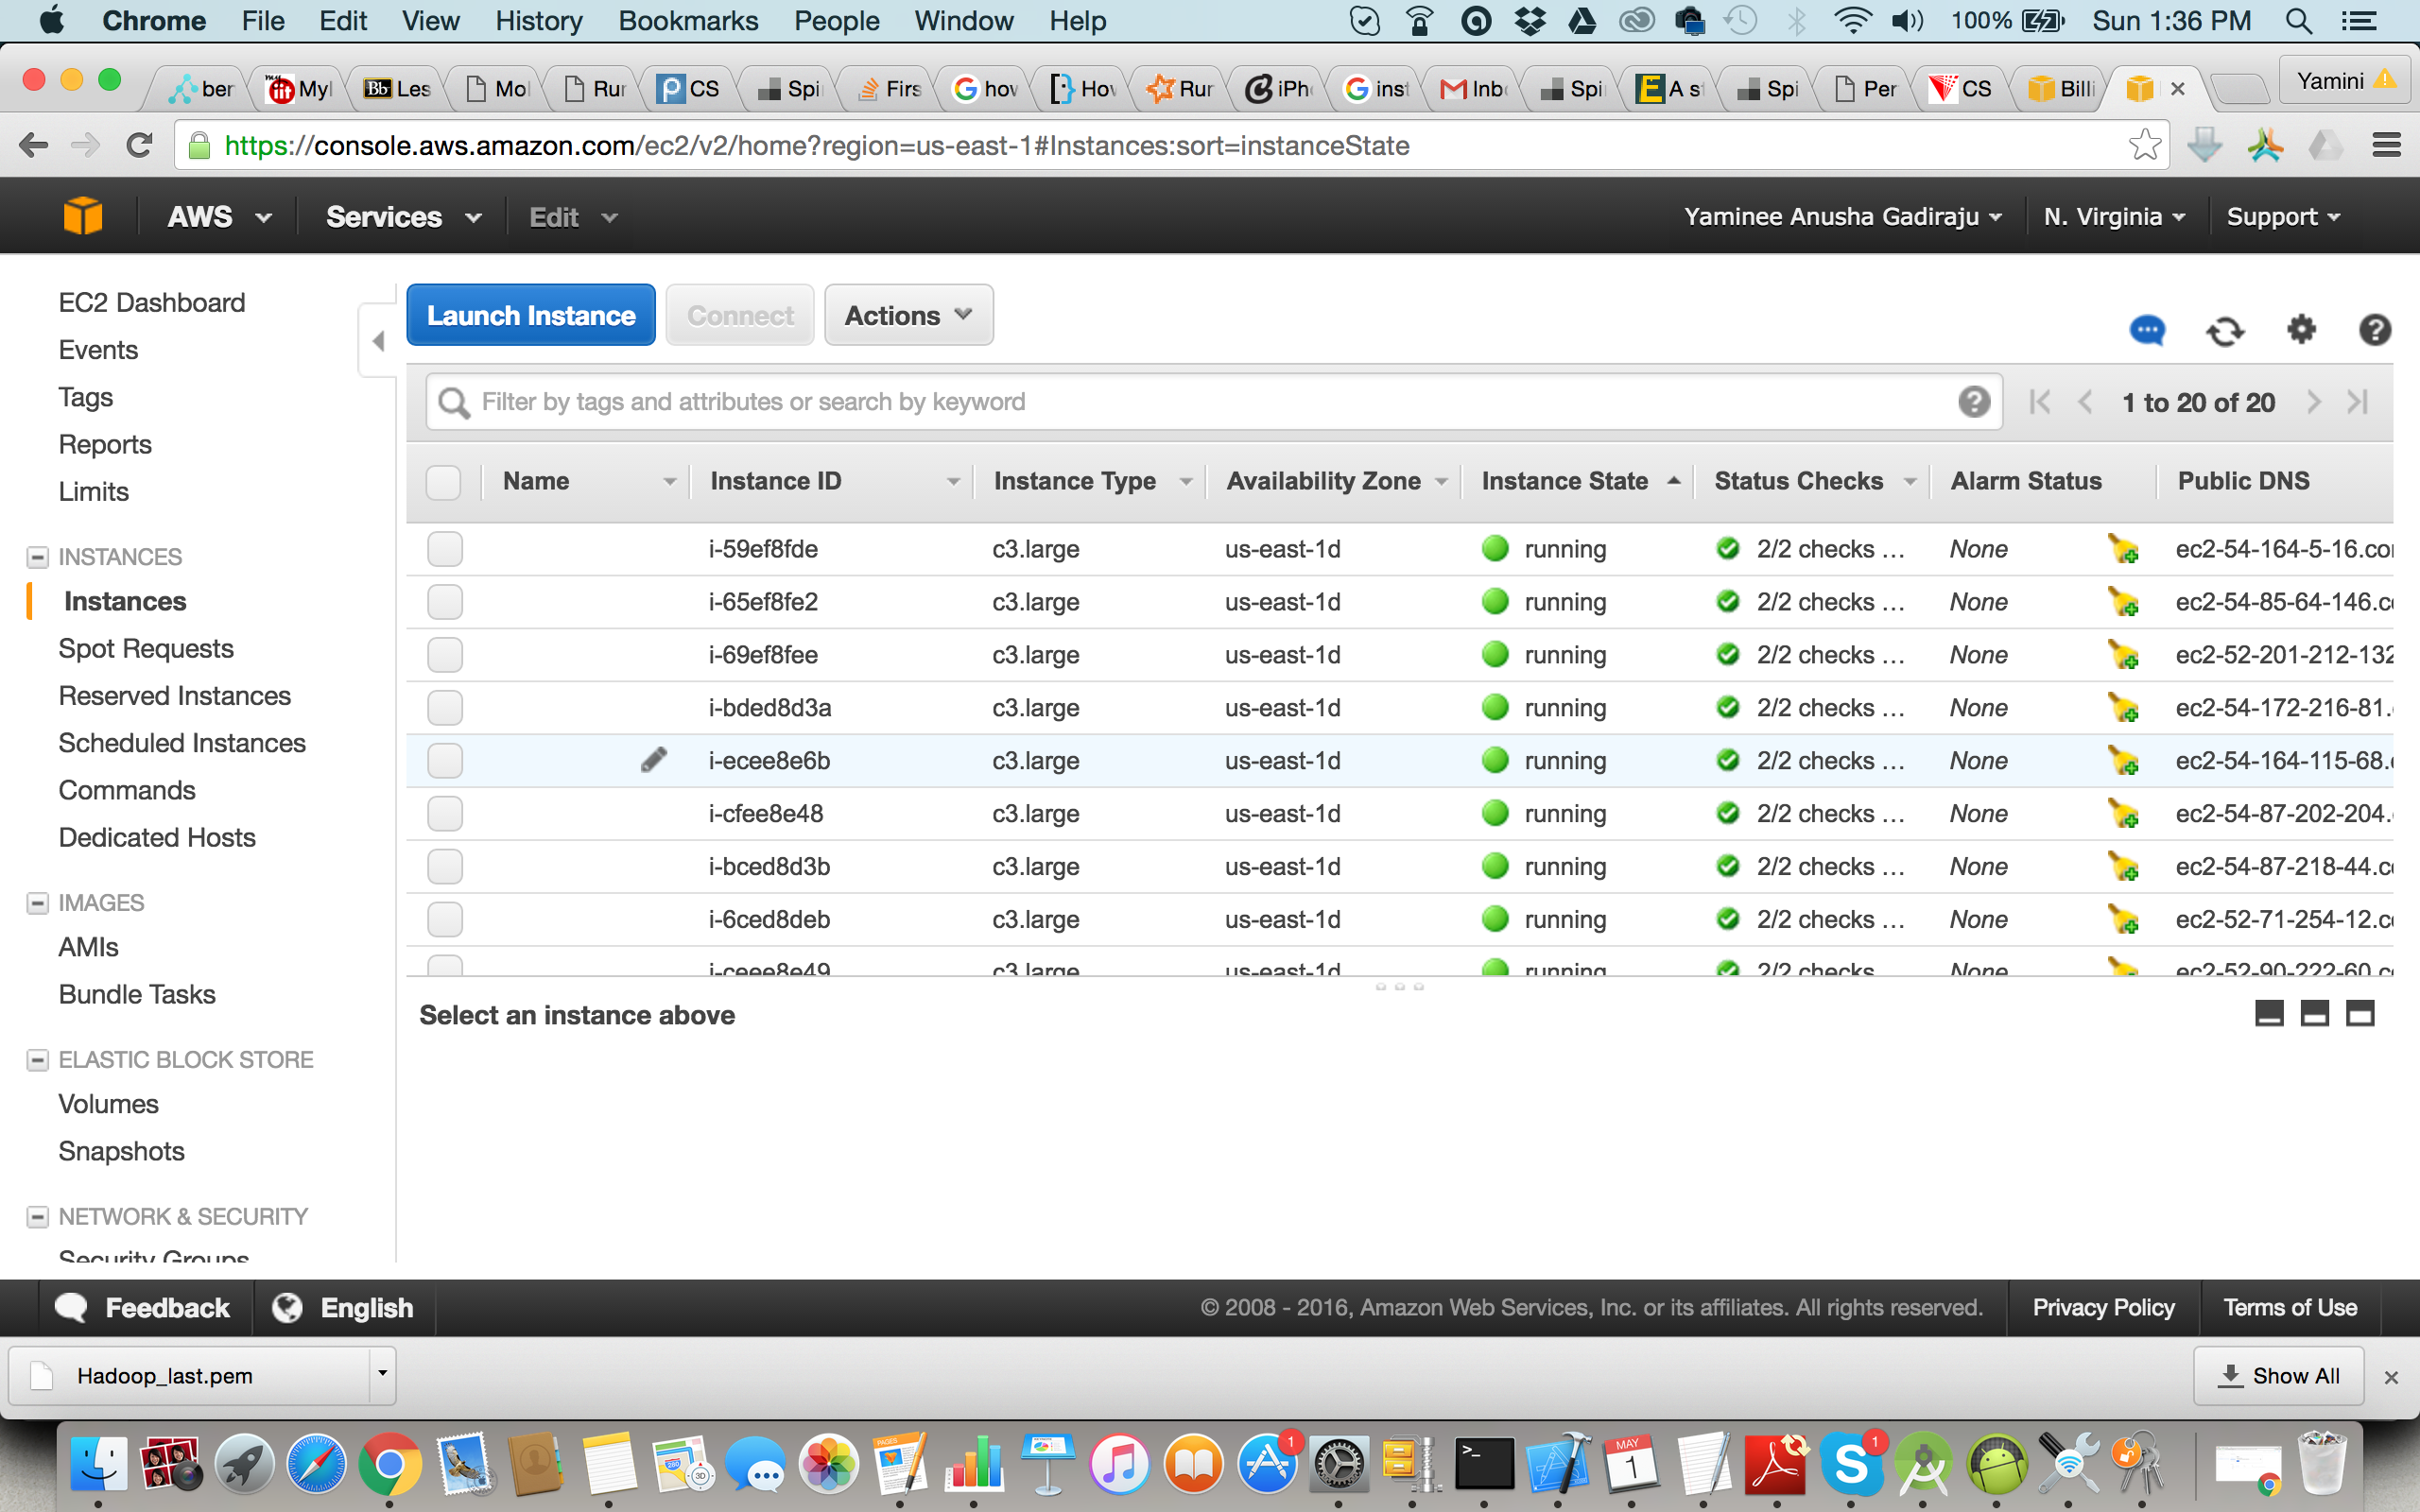 Chrome File Edit View History Bookmarks People Window Help 100% Sun 1:36 PM
ber MyI Bb Les Mol Rur CS Spi Firs hov Hov Rur iPho inst Inbo Spi A st Spi Per CS Billi Yamini
https://console.aws.amazon.com/ec2/v2/home?region=us-east-1#Instances:sort=instanceState
AWS Services Edit Yaminee Anusha Gadiraju N. Virginia Support
EC2 Dashboard
Events
Tags
Reports
Limits
INSTANCES
Instances
Spot Requests
Reserved Instances
Scheduled Instances
Commands
Dedicated Hosts
IMAGES
AMIs
Bundle Tasks
ELASTIC BLOCK STORE
Volumes
Snapshots
NETWORK & SECURITY
Security Groups
Launch Instance Connect Actions
Filter by tags and attributes or search by keyword 1 to 20 of 20
Name Instance ID Instance Type Availability Zone Instance State Status Checks Alarm Status Public DNS
i-59ef8fde c3.large us-east-1d running 2/2 checks ... None ec2-54-164-5-16.co
i-65ef8fe2 c3.large us-east-1d running 2/2 checks ... None ec2-54-85-64-146.c
i-69ef8fee c3.large us-east-1d running 2/2 checks ... None ec2-52-201-212-132
i-bded8d3a c3.large us-east-1d running 2/2 checks ... None ec2-54-172-216-81.
i-ecee8e6b c3.large us-east-1d running 2/2 checks ... None ec2-54-164-115-68.
i-cfee8e48 c3.large us-east-1d running 2/2 checks ... None ec2-54-87-202-204.
i-bced8d3b c3.large us-east-1d running 2/2 checks ... None ec2-54-87-218-44.c
i-6ced8deb c3.large us-east-1d running 2/2 checks ... None ec2-52-71-254-12.c
i-ceee8e49 c3.large us-east-1d running 2/2 checks None ec2-52-90-222-60.c
Select an instance above
Feedback English © 2008 - 2016, Amazon Web Services, Inc. or its affiliates. All rights reserved. Privacy Policy Terms of Use
Hadoop_last.pem Show All
PAGES 280 3D 1 MAY 1 1